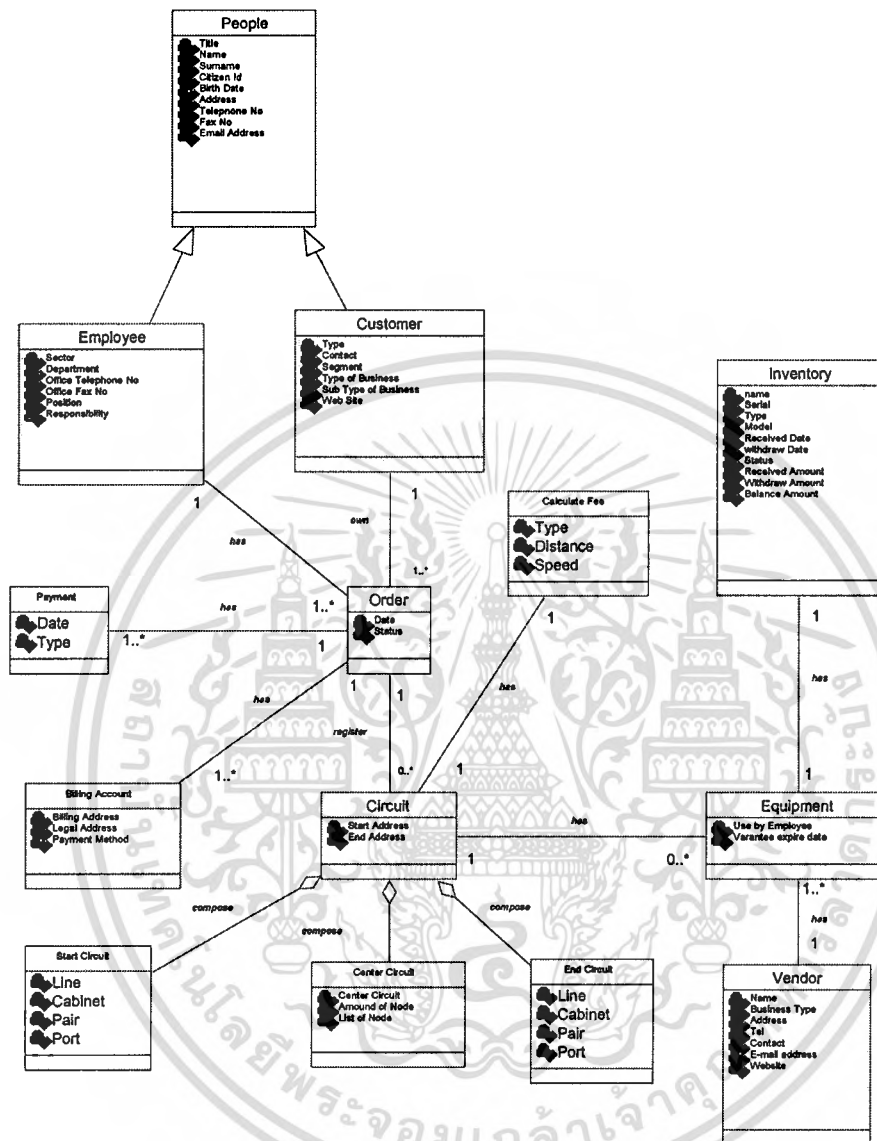 People
Title
Name
Surname
Citizen Id
Birth Date
Address
Telepnone No
Fax No
Email Address
Employee
Sector
Department
Office Telephone No
Office Fax No
Position
Responsibility
Customer
Type
Contact
Segment
Type of Business
Sub Type of Business
Web Site
Inventory
name
Serial
Type
Model
Received Date
withdraw Date
Status
Received Amount
Withdraw Amount
Balance Amount
1
has
1..*
1
own
1..*
Calculate Fee
Type
Distance
Speed
Payment
Date
Type
has
1..*
1
Order
Date
Status
1
has
1
1
has
1
1
has
1..*
1
register
0..*
Billing Account
Billing Address
Legal Address
Payment Method
Circuit
Start Address
End Address
has
1
0..*
Equipment
Use by Employee
Varantee expire date
1..*
has
1
compose
compose
compose
Start Circuit
Line
Cabinet
Pair
Port
Center Circuit
Center Circuit
Amound of Node
List of Node
End Circuit
Line
Cabinet
Pair
Port
Vendor
Name
Business Type
Address
Tel
Contact
E-mail address
Website